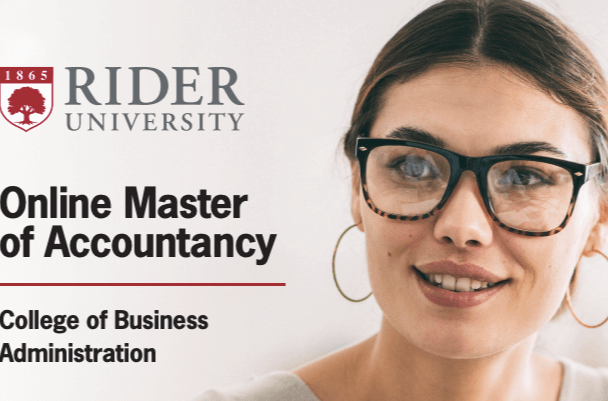 1865
RIDER
UNIVERSITY
Online Master
of Accountancy
College of Business
Administration